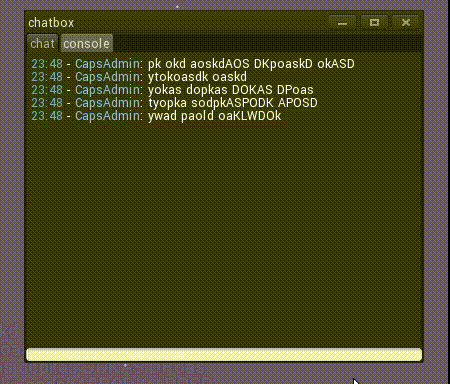 chatbox
chat console
23:48 - CapsAdmin: pk okd aoskdAOS DKpoaskD okASD
23:48 - CapsAdmin: ytokoasdk oaskd
23:48 - CapsAdmin: yokas dopkas DOKAS DPoas
23:48 - CapsAdmin: tyopka sodpkASPODK APOSD
23:48 - CapsAdmin: ywad paold oaKLWDOk